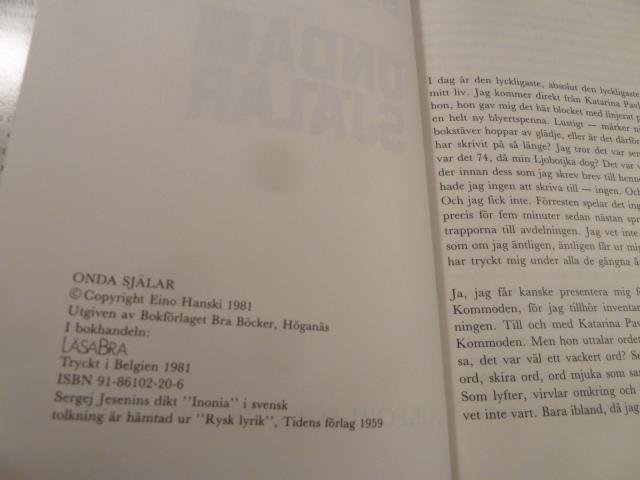 ONDA SJÄLAR
© Copyright Eino Hanski 1981
Utgiven av Bokförlaget Bra Böcker, Höganäs
I bokhandeln:
LÄSABRA
Tryckt i Belgien 1981
ISBN 91-86102-20-6
Sergej Jesenins dikt "Inonia" i svensk
tolkning är hämtad ur "Rysk lyrik", Tidens förlag 1959
I dag är den lyckligaste, absolut den lyckligaste
mitt liv. Jag kommer direkt från Katarina Pavl
hon, hon gav mig det här blocket med linjerat p
en helt ny blyertspenna. Lustigt — märker
bokstäver hoppar av glädje, eller är det därför
har skrivit på så länge? Jag tror det var sen
var det 74, då min Ljobotjka dog? Det var v
der innan dess som jag skrev brev till henne
hade jag ingen att skriva till — ingen. Och
Och jag fick inte. Förresten spelar det ing
precis för fem minuter sedan nästan spr
trapporna till avdelningen. Jag vet inte.
som om jag äntligen, äntligen får ur mig
har tryckt mig under alla de gångna å
Ja, jag får kanske presentera mig f
Kommoden, för jag tillhör inventar
ningen. Till och med Katarina Pav
Kommoden. Men hon uttalar ordet
sa, det var väl ett vackert ord? Se
ord, skira ord, ord mjuka som sam
Som lyfter, virvlar omkring och
vet inte vart. Bara ibland, då jag